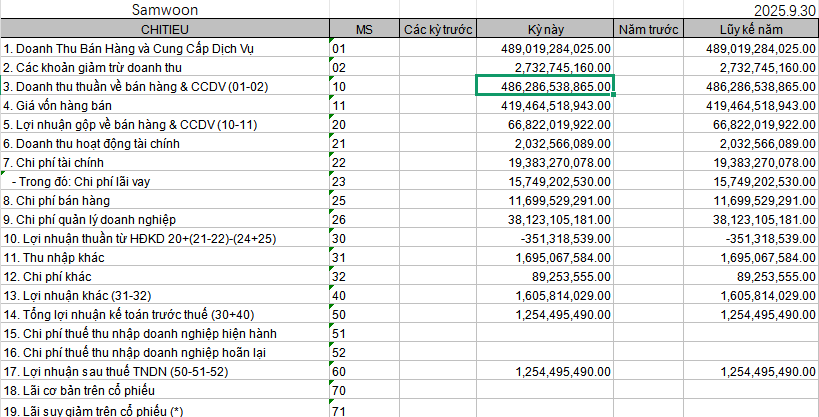 Samwoon 2025.9.30
CHITIEU MS Các kỳ trước Kỳ này Năm trước Lũy kế năm
1. Doanh Thu Bán Hàng và Cung Cấp Dịch Vụ 01 489,019,284,025.00 489,019,284,025.00
2. Các khoản giảm trừ doanh thu 02 2,732,745,160.00 2,732,745,160.00
3. Doanh thu thuần về bán hàng & CCDV (01-02) 10 486,286,538,865.00 486,286,538,865.00
4. Giá vốn hàng bán 11 419,464,518,943.00 419,464,518,943.00
5. Lợi nhuận gộp về bán hàng & CCDV (10-11) 20 66,822,019,922.00 66,822,019,922.00
6. Doanh thu hoạt động tài chính 21 2,032,566,089.00 2,032,566,089.00
7. Chi phí tài chính 22 19,383,270,078.00 19,383,270,078.00
- Trong đó: Chi phí lãi vay 23 15,749,202,530.00 15,749,202,530.00
8. Chi phí bán hàng 25 11,699,529,291.00 11,699,529,291.00
9. Chi phí quản lý doanh nghiệp 26 38,123,105,181.00 38,123,105,181.00
10. Lợi nhuận thuần từ HĐKD 20+(21-22)-(24+25) 30 -351,318,539.00 -351,318,539.00
11. Thu nhập khác 31 1,695,067,584.00 1,695,067,584.00
12. Chi phí khác 32 89,253,555.00 89,253,555.00
13. Lợi nhuận khác (31-32) 40 1,605,814,029.00 1,605,814,029.00
14. Tổng lợi nhuận kế toán trước thuế (30+40) 50 1,254,495,490.00 1,254,495,490.00
15. Chi phí thuế thu nhập doanh nghiệp hiện hành 51
16. Chi phí thuế thu nhập doanh nghiệp hoãn lại 52
17. Lợi nhuận sau thuế TNDN (50-51-52) 60 1,254,495,490.00 1,254,495,490.00
18. Lãi cơ bản trên cổ phiếu 70
19. Lãi suy giảm trên cổ phiếu (*) 71